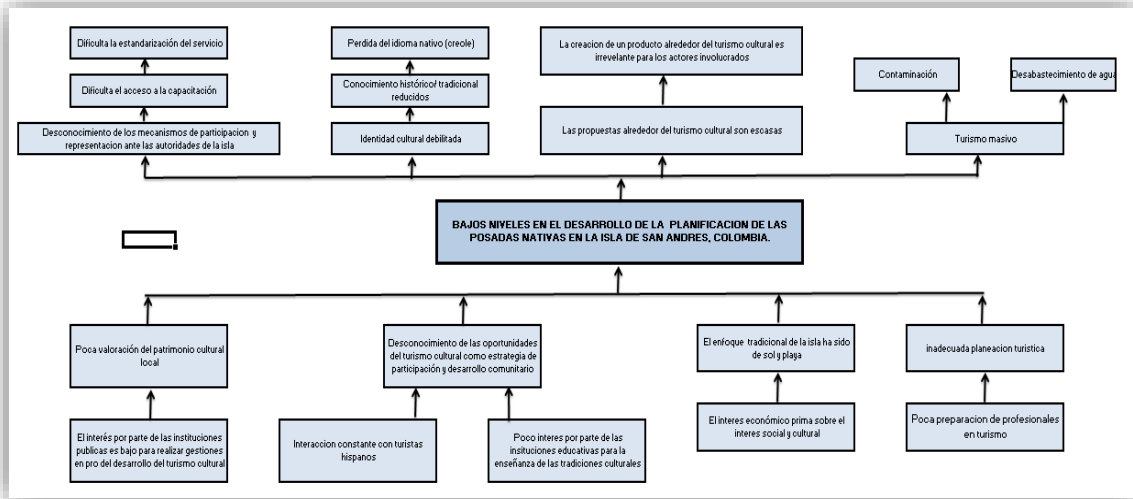 Dificulta la estandarización del servicio
Perdida del idioma nativo (creole)
La creacion de un producto alrededor del turismo cultural es
irrevelante para los actores involucrados
Contaminación
Desabastecimiento de agua
Dificulta el acceso a la capacitación
Conocimiento histórico/ tradicional
reducidos
Desconocimiento de los mecanismos de participacion y
representacion ante las autoridades de la isla
Identidad cultural debilitada
Las propuestas alrededor del turismo cultural son escasas
Turismo masivo
BAJOS NIVELES EN EL DESARROLLO DE LA PLANIFICACION DE LAS
POSADAS NATIVAS EN LA ISLA DE SAN ANDRES, COLOMBIA.
Poca valoración del patrimonio cultural
local
Desconocimiento de las oportunidades
del turismo cultural como estrategia de
participación y desarrollo comunitario
El enfoque tradicional de la isla ha sido
de sol y playa
inadecuada planeacion turistica
El interés por parte de las instituciones
publicas es bajo para realizar gestiones
en pro del desarrollo del turismo cultural
Interaccion constante con turistas
hispanos
Poco interes por parte de las
insituciones educativas para la
enseñanza de las tradiciones culturales
El interes económico prima sobre el
interes social y cultural
Poca preparacion de profesionales
en turismo